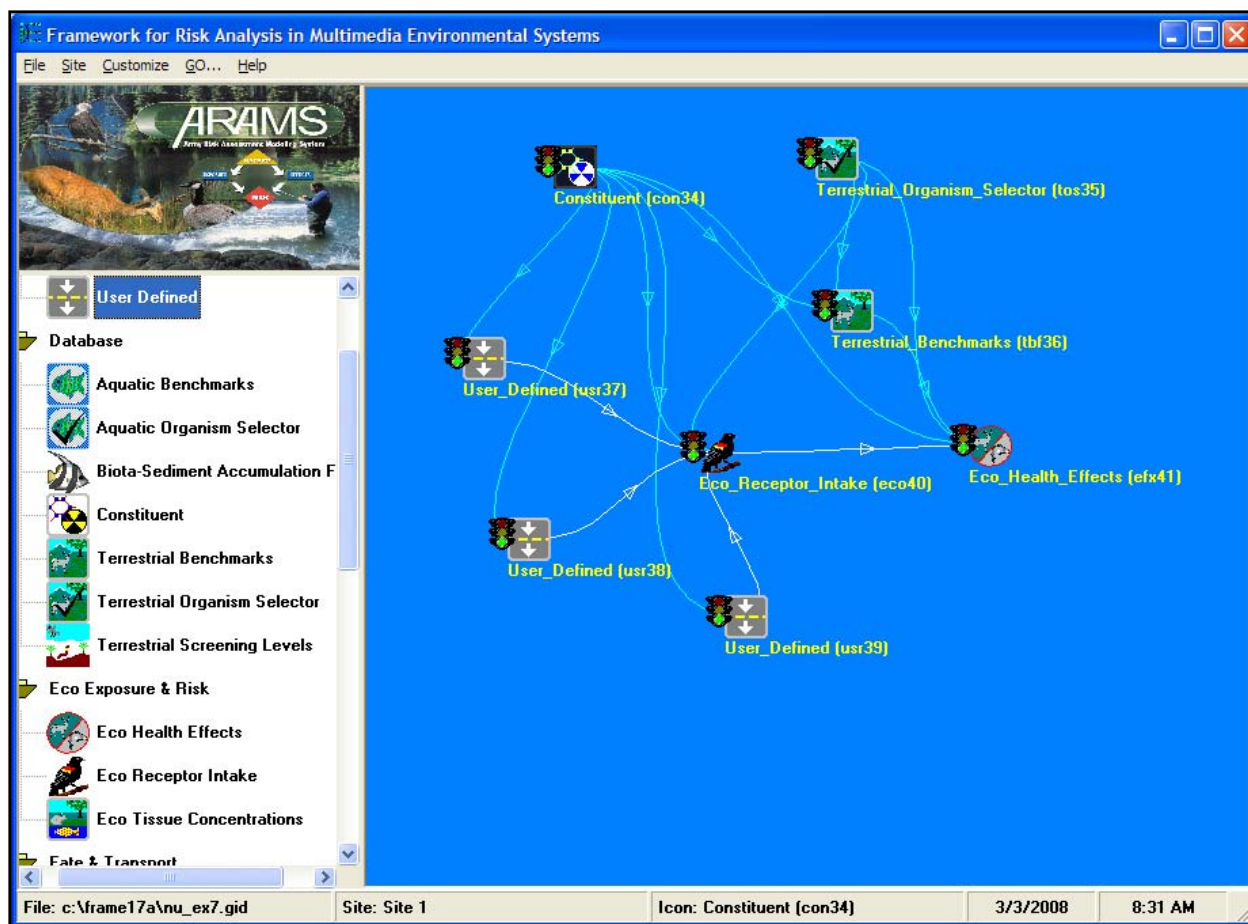 Framework for Risk Analysis in Multimedia Environmental Systems
File Site Customize GO... Help
ARAMS
Army Risk Assessment Modeling System
RISK
User Defined
Database
Aquatic Benchmarks
Aquatic Organism Selector
Biota-Sediment Accumulation F
Constituent
Terrestrial Benchmarks
Terrestrial Organism Selector
Terrestrial Screening Levels
Eco Exposure & Risk
Eco Health Effects
Eco Receptor Intake
Eco Tissue Concentrations
Fate & Transport
Constituent (con34)
Terrestrial_Organism_Selector (tos35)
Terrestrial_Benchmarks (tbf36)
User_Defined (usr37)
Eco_Receptor_Intake (eco40)
Eco_Health_Effects (efx41)
User_Defined (usr38)
User_Defined (usr39)
File: c:\frame17a\nu_ex7.gid Site: Site 1 Icon: Constituent (con34) 3/3/2008 8:31 AM